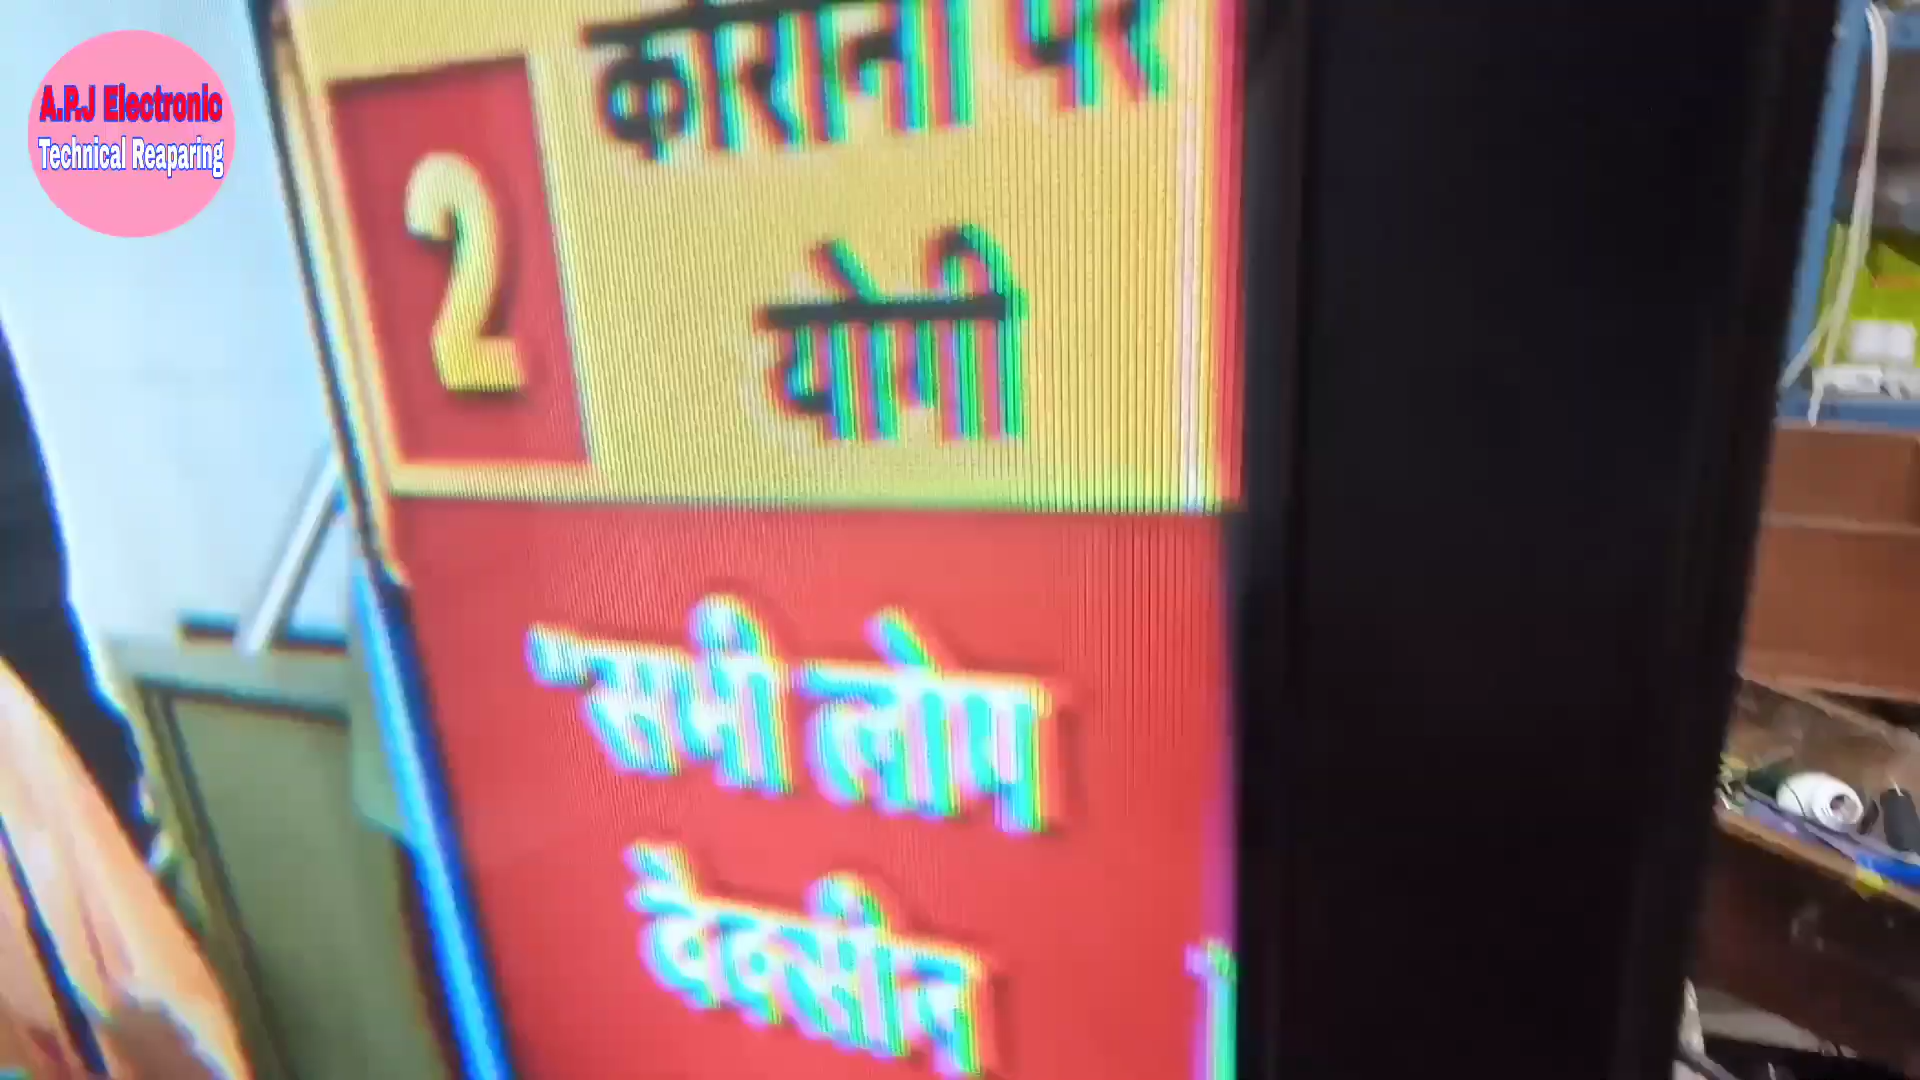 A.P.J Electronic
Technical Reaparing
2
कोरोना पर
योगी
"सभी लोग
वैक्सीन